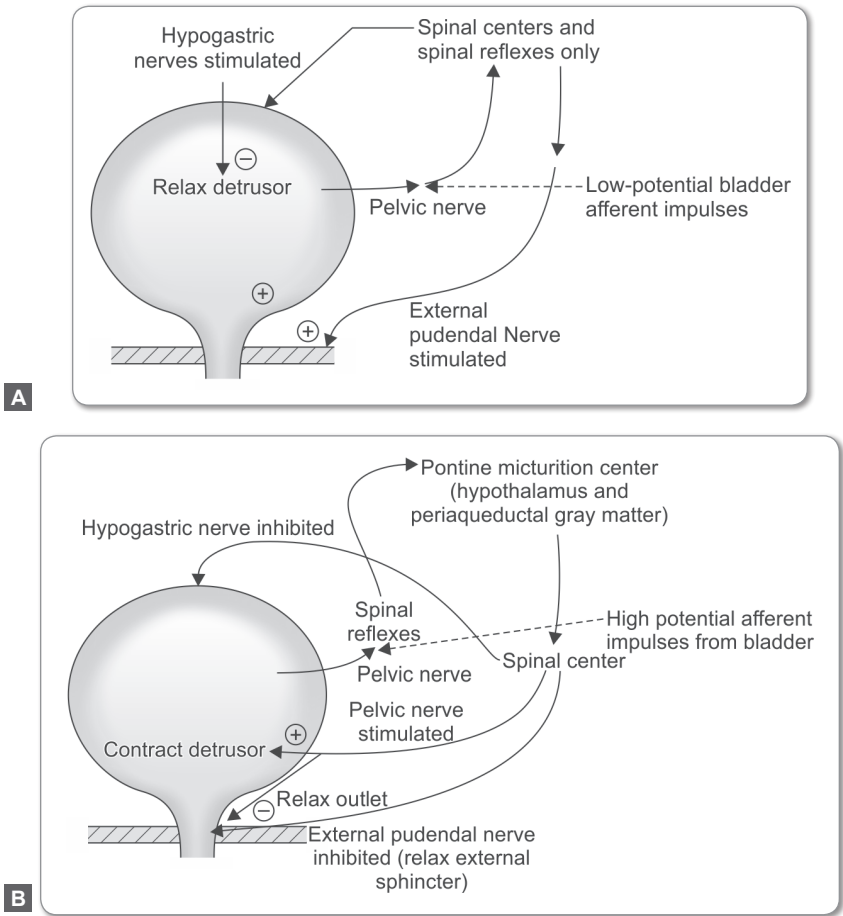 Hypogastric
nerves stimulated
Spinal centers and
spinal reflexes only
−
Relax detrusor
Pelvic nerve
Low-potential bladder
afferent impulses
+
+
External
pudendal Nerve
stimulated
A
Pontine micturition center
(hypothalamus and
periaqueductal gray matter)
Hypogastric nerve inhibited
Spinal
reflexes
High potential afferent
impulses from bladder
Spinal center
Pelvic nerve
Pelvic nerve
stimulated
+
Contract detrusor
Relax outlet
−
External pudendal nerve
inhibited (relax external
sphincter)
B